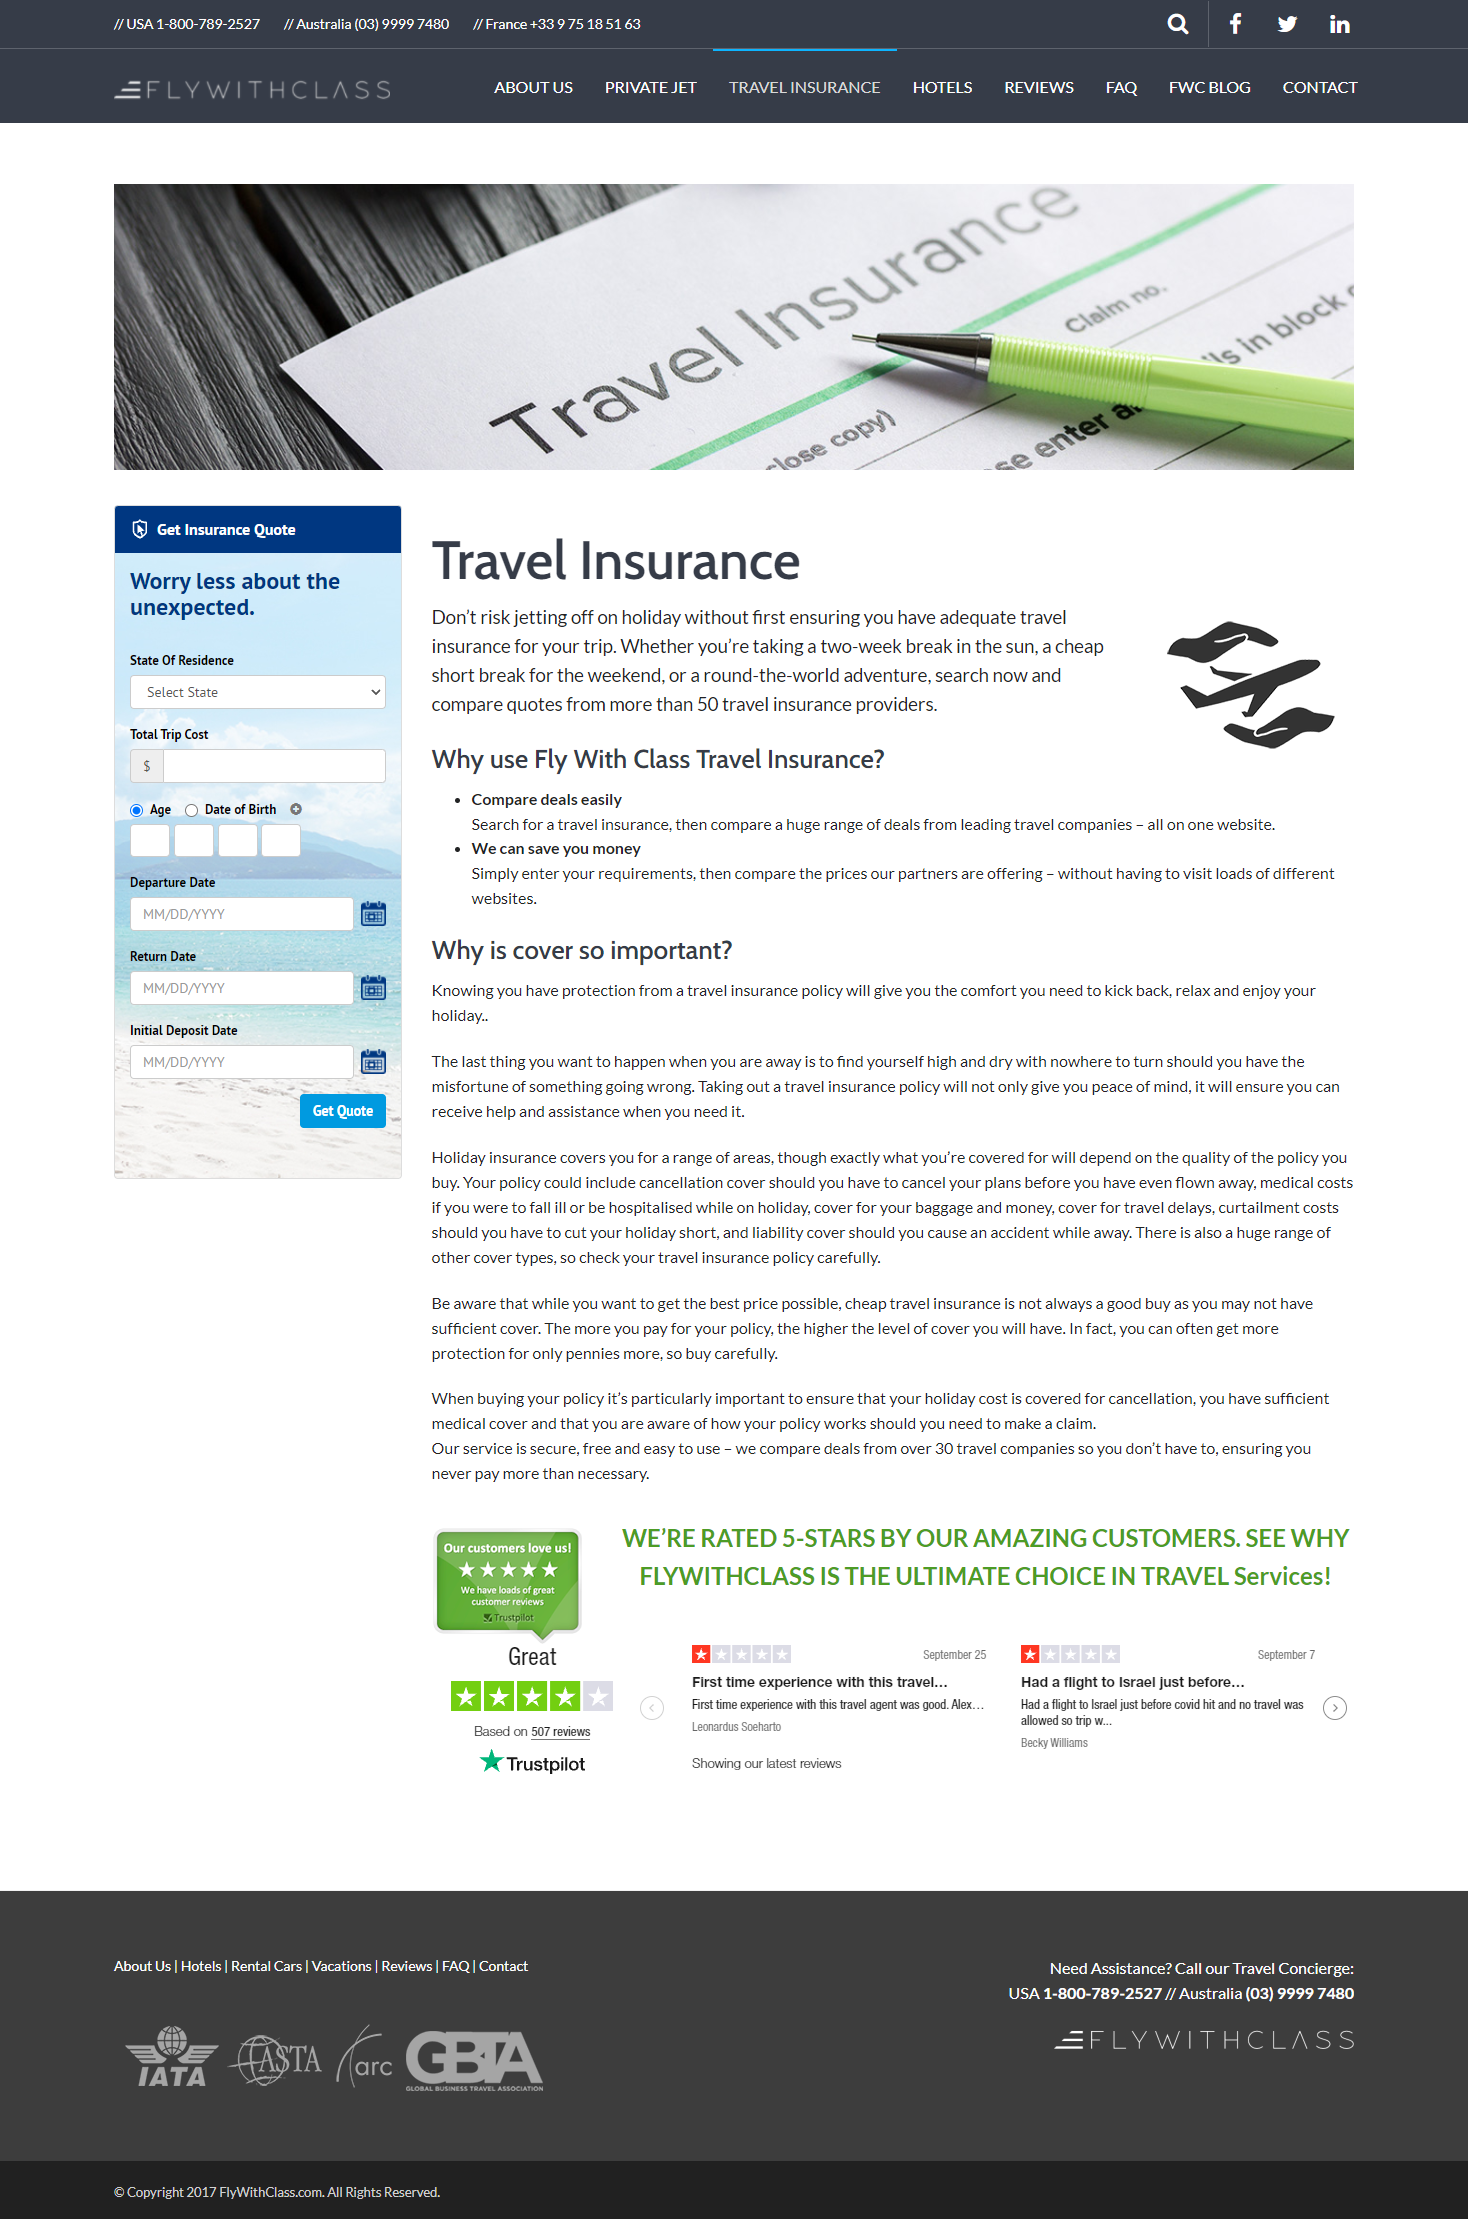 // USA 1-800-789-2527 // Australia (03) 9999 7480 // France +33 9 75 18 51 63
FLYWITHCLASS
ABOUT US PRIVATE JET TRAVEL INSURANCE HOTELS REVIEWS FAQ FWC BLOG CONTACT
Travel Insurance
Claim no.
ls in block
close copy)
se enter a
Get Insurance Quote
Worry less about the
unexpected.
State Of Residence
Select State
Total Trip Cost
$
Age Date of Birth
Departure Date
MM/DD/YYYY
Return Date
MM/DD/YYYY
Initial Deposit Date
MM/DD/YYYY
Get Quote
Travel Insurance
Don’t risk jetting off on holiday without first ensuring you have adequate travel
insurance for your trip. Whether you’re taking a two-week break in the sun, a cheap
short break for the weekend, or a round-the-world adventure, search now and
compare quotes from more than 50 travel insurance providers.
Why use Fly With Class Travel Insurance?
• Compare deals easily
Search for a travel insurance, then compare a huge range of deals from leading travel companies – all on one website.
• We can save you money
Simply enter your requirements, then compare the prices our partners are offering – without having to visit loads of different
websites.
Why is cover so important?
Knowing you have protection from a travel insurance policy will give you the comfort you need to kick back, relax and enjoy your
holiday..
The last thing you want to happen when you are away is to find yourself high and dry with nowhere to turn should you have the
misfortune of something going wrong. Taking out a travel insurance policy will not only give you peace of mind, it will ensure you can
receive help and assistance when you need it.
Holiday insurance covers you for a range of areas, though exactly what you’re covered for will depend on the quality of the policy you
buy. Your policy could include cancellation cover should you have to cancel your plans before you have even flown away, medical costs
if you were to fall ill or be hospitalised while on holiday, cover for your baggage and money, cover for travel delays, curtailment costs
should you have to cut your holiday short, and liability cover should you cause an accident while away. There is also a huge range of
other cover types, so check your travel insurance policy carefully.
Be aware that while you want to get the best price possible, cheap travel insurance is not always a good buy as you may not have
sufficient cover. The more you pay for your policy, the higher the level of cover you will have. In fact, you can often get more
protection for only pennies more, so buy carefully.
When buying your policy it’s particularly important to ensure that your holiday cost is covered for cancellation, you have sufficient
medical cover and that you are aware of how your policy works should you need to make a claim.
Our service is secure, free and easy to use – we compare deals from over 30 travel companies so you don’t have to, ensuring you
never pay more than necessary.
Our customers love us!
We have loads of great
customer reviews
Trustpilot
WE’RE RATED 5-STARS BY OUR AMAZING CUSTOMERS. SEE WHY
FLYWITHCLASS IS THE ULTIMATE CHOICE IN TRAVEL Services!
Great
Based on 507 reviews
Trustpilot
September 25
First time experience with this travel…
First time experience with this travel agent was good. Alex…
Leonardus Soeharto
September 7
Had a flight to Israel just before…
Had a flight to Israel just before covid hit and no travel was
allowed so trip w...
Becky Williams
Showing our latest reviews
About Us | Hotels | Rental Cars | Vacations | Reviews | FAQ | Contact
Need Assistance? Call our Travel Concierge:
USA 1-800-789-2527 // Australia (03) 9999 7480
FLYWITHCLASS
IATA ASTA arc GBTA
GLOBAL BUSINESS TRAVEL ASSOCIATION
© Copyright 2017 FlyWithClass.com. All Rights Reserved.